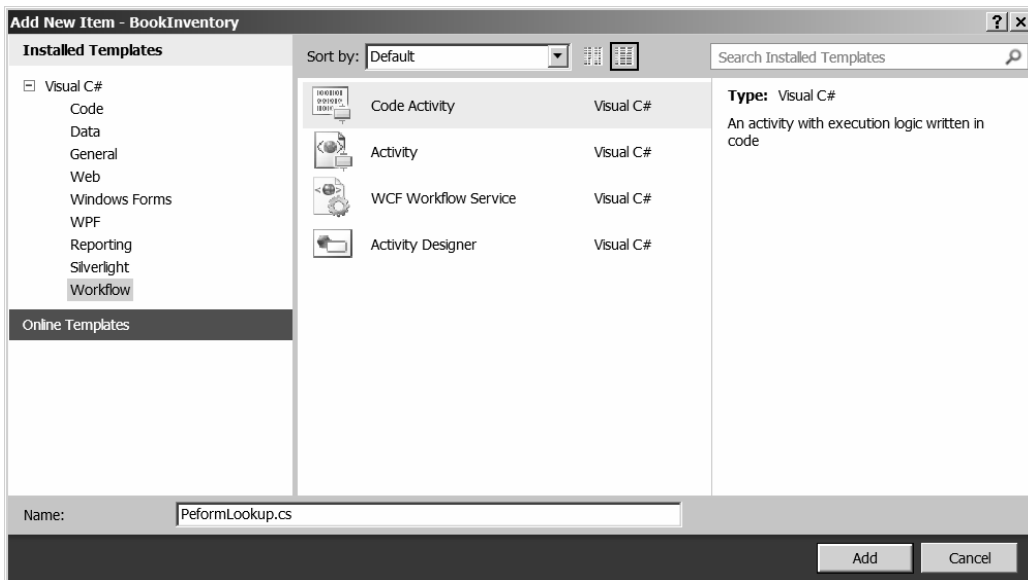 Add New Item - BookInventory
? ×
Installed Templates
Visual C#
Code
Data
General
Web
Windows Forms
WPF
Reporting
Silverlight
Workflow
Online Templates
Sort by: Default
Code Activity Visual C#
Activity Visual C#
WCF Workflow Service Visual C#
Activity Designer Visual C#
Search Installed Templates
Type: Visual C#
An activity with execution logic written in
code
Name: PeformLookup.cs
Add Cancel